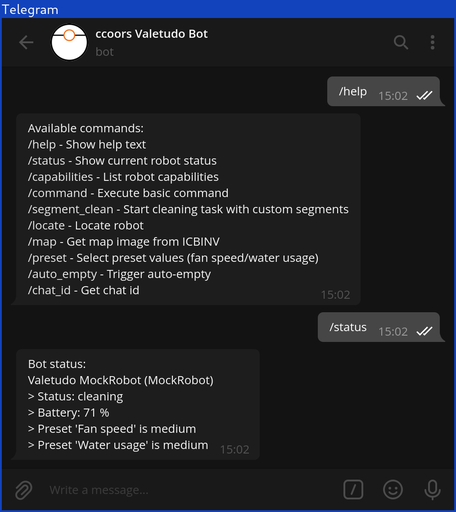 Telegram
ccoors Valetudo Bot
bot
/help 15:02
Available commands:
/help - Show help text
/status - Show current robot status
/capabilities - List robot capabilities
/command - Execute basic command
/segment_clean - Start cleaning task with custom segments
/locate - Locate robot
/map - Get map image from ICBINV
/preset - Select preset values (fan speed/water usage)
/auto_empty - Trigger auto-empty
/chat_id - Get chat id
15:02
/status 15:02
Bot status:
Valetudo MockRobot (MockRobot)
> Status: cleaning
> Battery: 71 %
> Preset 'Fan speed' is medium
> Preset 'Water usage' is medium 15:02
Write a message...